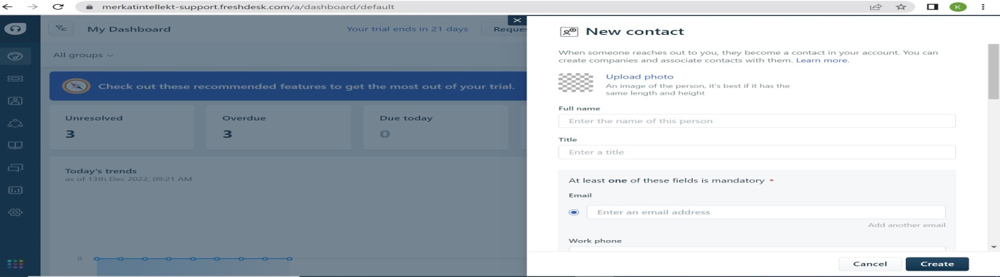 merkatintellekt-support.freshdesk.com/a/dashboard/default
K
My Dashboard
Your trial ends in 21 days
Reque
All groups
Check out these recommended features to get the most out of your trial.
Unresolved
Overdue
Due today
3
3
0
Today's trends
as of 13th Dec 2022, 09:21 AM
0
New contact
When someone reaches out to you, they become a contact in your account. You can
create companies and associate contacts with them. Learn more.
Upload photo
An image of the person, it's best if it has the
same length and height
Full name
Enter the name of this person
Title
Enter a title
At least one of these fields is mandatory *
Email
Enter an email address
Add another email
Work phone
Cancel
Create